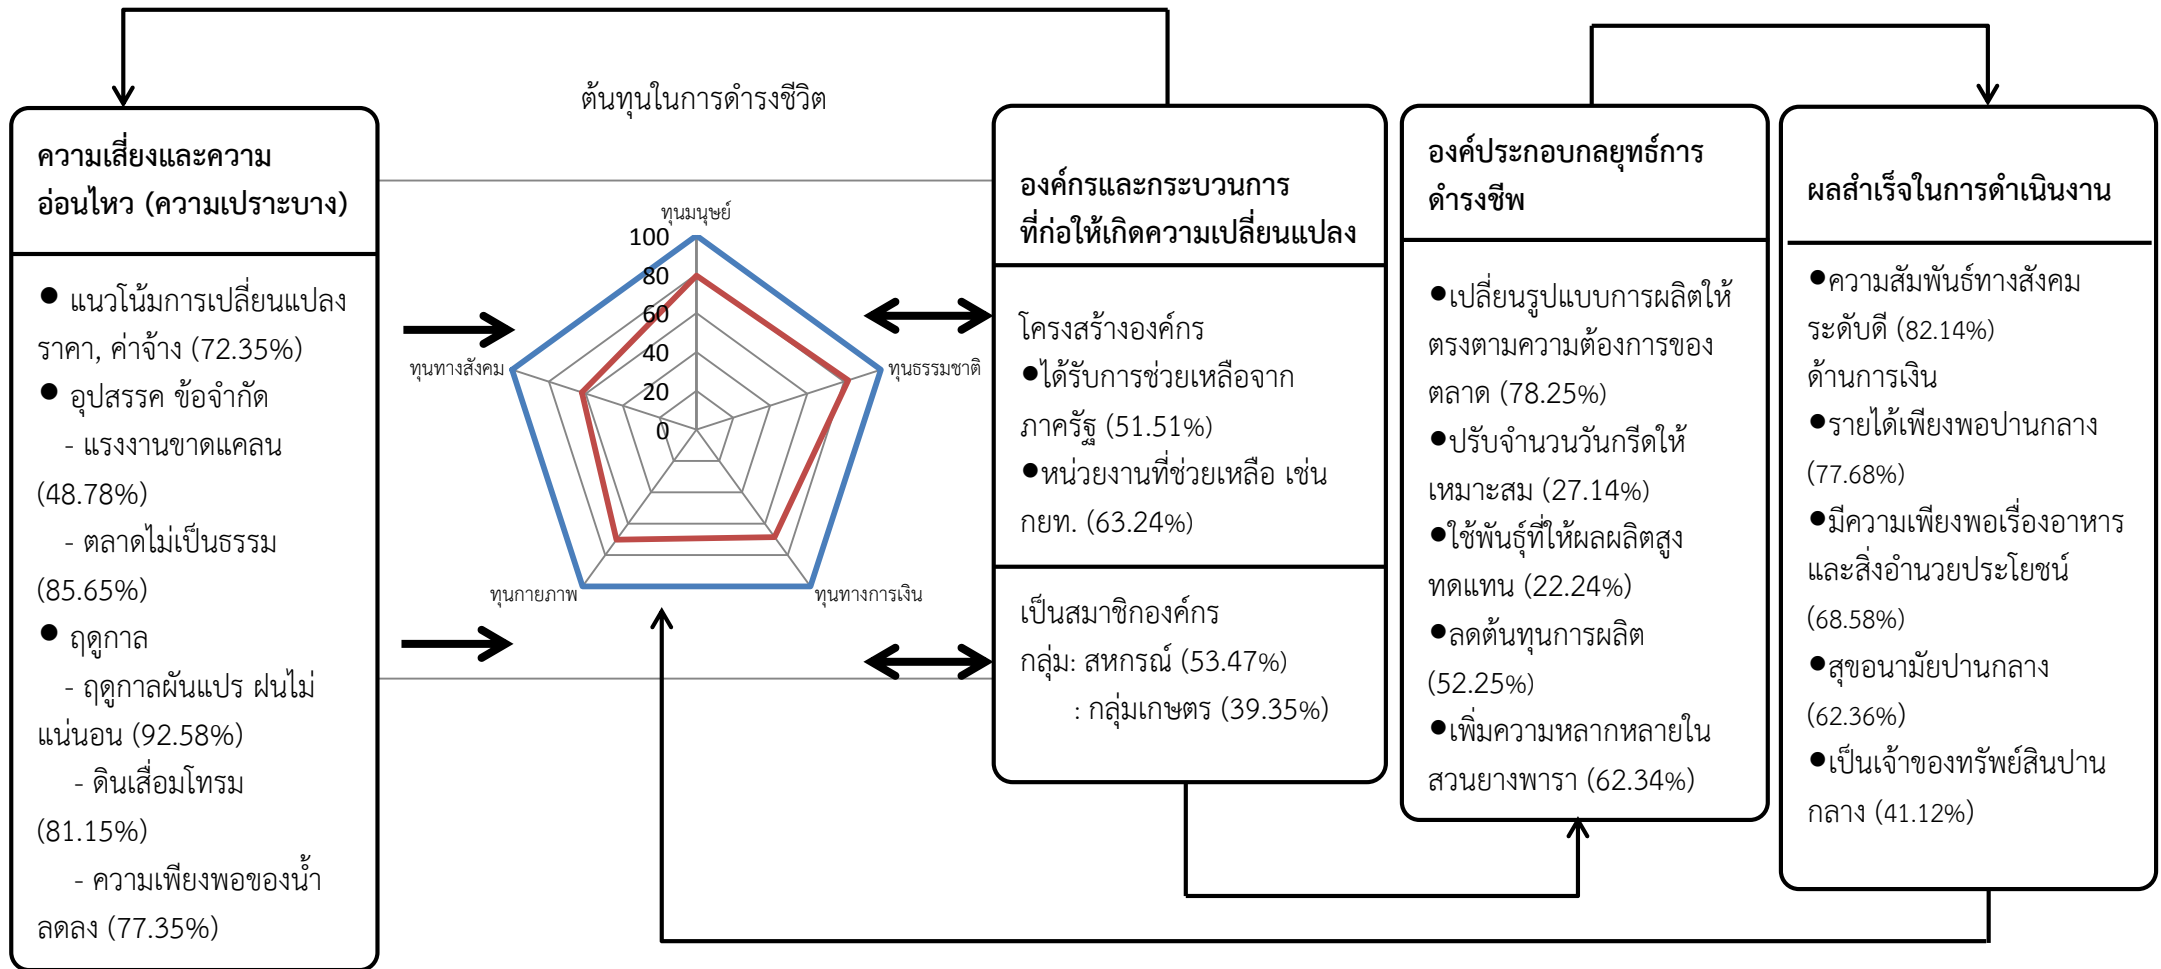 ต้นทุนในการดำรงชีวิต
ความเสี่ยงและความ
อ่อนไหว (ความเปราะบาง)
● แนวโน้มการเปลี่ยนแปลง
ราคา, ค่าจ้าง (72.35%)
● อุปสรรค ข้อจำกัด
- แรงงานขาดแคลน
(48.78%)
- ตลาดไม่เป็นธรรม
(85.65%)
● ฤดูกาล
- ฤดูกาลผันแปร ฝนไม่
แน่นอน (92.58%)
- ดินเสื่อมโทรม
(81.15%)
- ความเพียงพอของน้ำ
ลดลง (77.35%)
ทุนมนุษย์
100
80
60
40
20
0
ทุนทางสังคม
ทุนธรรมชาติ
ทุนกายภาพ
ทุนทางการเงิน
องค์กรและกระบวนการ
ที่ก่อให้เกิดความเปลี่ยนแปลง
โครงสร้างองค์กร
●ได้รับการช่วยเหลือจาก
ภาครัฐ (51.51%)
●หน่วยงานที่ช่วยเหลือ เช่น
กยท. (63.24%)
เป็นสมาชิกองค์กร
กลุ่ม: สหกรณ์ (53.47%)
: กลุ่มเกษตร (39.35%)
องค์ประกอบกลยุทธ์การ
ดำรงชีพ
●เปลี่ยนรูปแบบการผลิตให้
ตรงตามความต้องการของ
ตลาด (78.25%)
●ปรับจำนวนวันกรีดให้
เหมาะสม (27.14%)
●ใช้พันธุ์ที่ให้ผลผลิตสูง
ทดแทน (22.24%)
●ลดต้นทุนการผลิต
(52.25%)
●เพิ่มความหลากหลายใน
สวนยางพารา (62.34%)
ผลสำเร็จในการดำเนินงาน
●ความสัมพันธ์ทางสังคม
ระดับดี (82.14%)
ด้านการเงิน
●รายได้เพียงพอปานกลาง
(77.68%)
●มีความเพียงพอเรื่องอาหาร
และสิ่งอำนวยประโยชน์
(68.58%)
●สุขอนามัยปานกลาง
(62.36%)
●เป็นเจ้าของทรัพย์สินปาน
กลาง (41.12%)